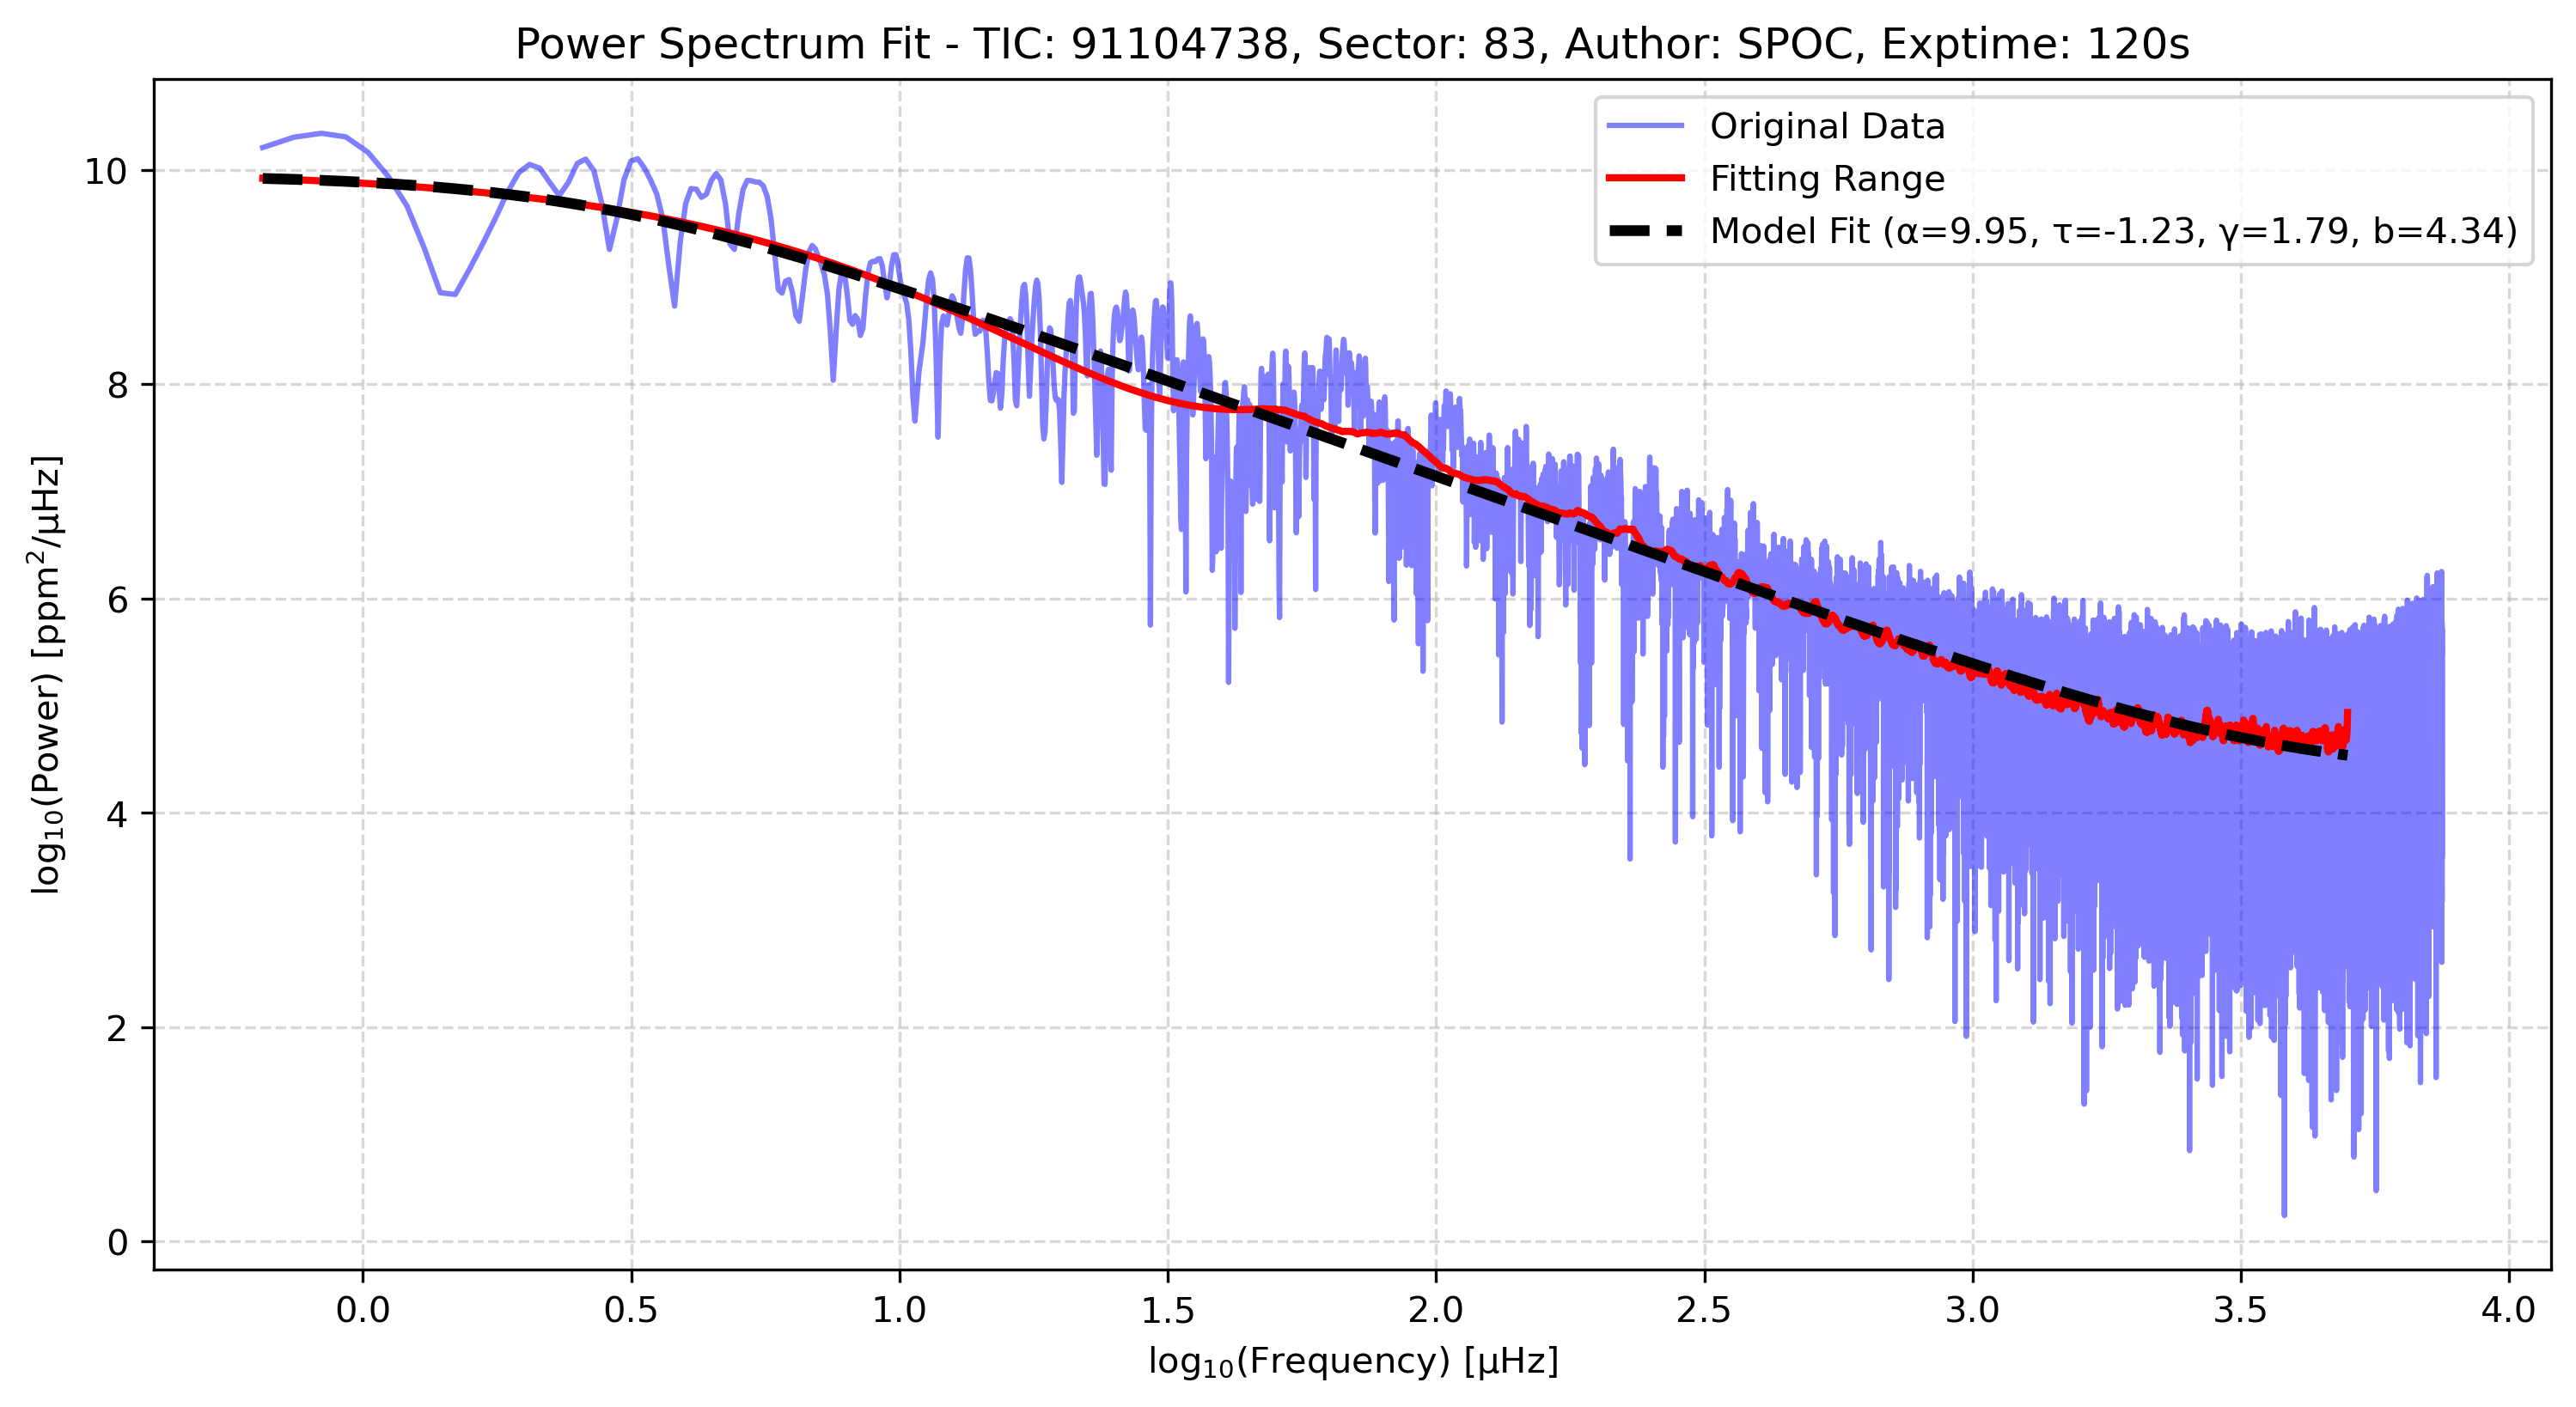 Power Spectrum Fit - TIC: 91104738, Sector: 83, Author: SPOC, Exptime: 120s
Original Data
Fitting Range
Model Fit (α=9.95, τ=-1.23, γ=1.79, b=4.34)
log₁₀(Power) [ppm²/μHz]
10
8
6
4
2
0
0.0 0.5 1.0 1.5 2.0 2.5 3.0 3.5 4.0
log₁₀(Frequency) [μHz]